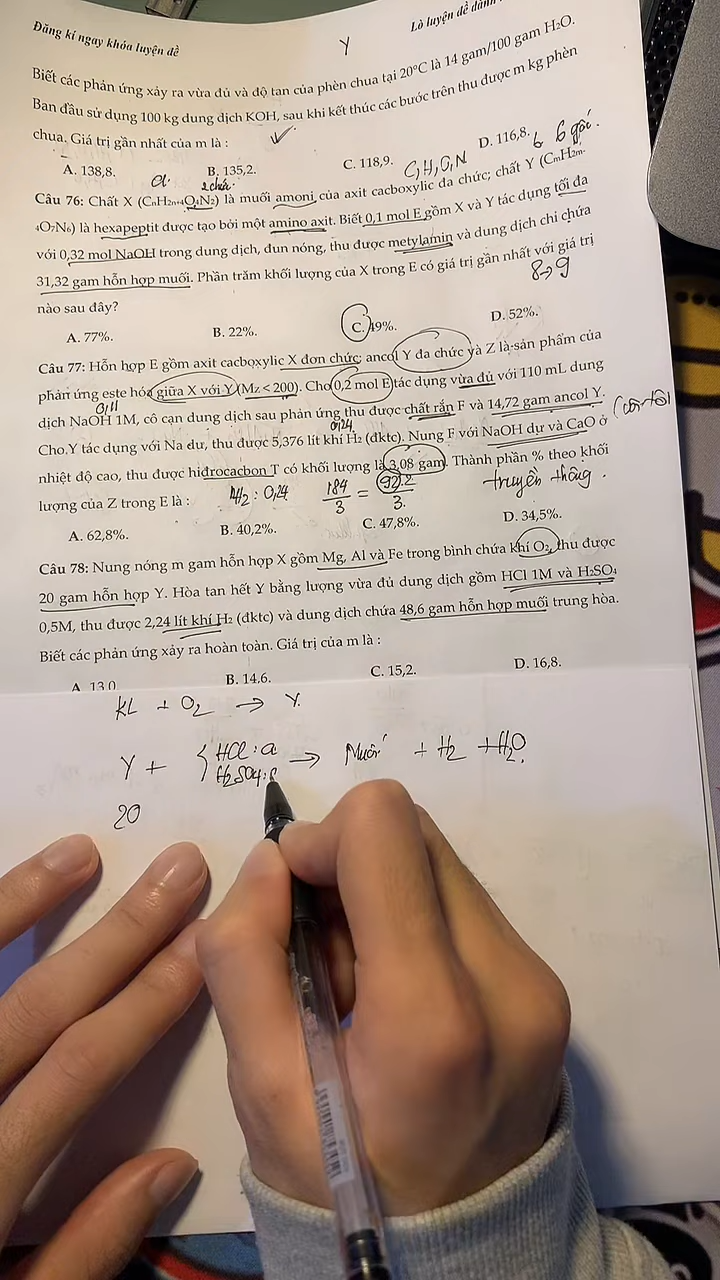 Đăng kí ngay khóa luyện đề
Lò luyện đề dành
Y
Biết các phản ứng xảy ra vừa đủ và độ tan của phèn chua tại 20°C là 14 gam/100 gam H₂O.
Ban đầu sử dụng 100 kg dung dịch KOH, sau khi kết thúc các bước trên thu được m kg phèn
chua. Giá trị gần nhất của m là :
A. 138,8. B. 135,2. C. 118,9. D. 116,8.
6 gốc.
2 chức.
C,H,O,N
Câu 76: Chất X (CₙH₂ₙ₊₄O₄N₂) là muối amoni của axit cacboxylic đa chức; chất Y (CₘH₂ₘ₋
₄O₇N₆) là hexapeptit được tạo bởi một amino axit. Biết 0,1 mol E gồm X và Y tác dụng tối đa
với 0,32 mol NaOH trong dung dịch, đun nóng, thu được metylamin và dung dịch chỉ chứa
31,32 gam hỗn hợp muối. Phần trăm khối lượng của X trong E có giá trị gần nhất với giá trị
nào sau đây?
8→9
A. 77%. B. 22%. C. 49%. D. 52%.
Câu 77: Hỗn hợp E gồm axit cacboxylic X đơn chức; ancol Y đa chức và Z là sản phẩm của
phản ứng este hóa giữa X với Y (Mz < 200). Cho 0,2 mol E tác dụng vừa đủ với 110 mL dung
0,11
dịch NaOH 1M, cô cạn dung dịch sau phản ứng thu được chất rắn F và 14,72 gam ancol Y.
0,24
Cho Y tác dụng với Na dư, thu được 5,376 lít khí H₂ (đktc). Nung F với NaOH dư và CaO ở
nhiệt độ cao, thu được hiđrocacbon T có khối lượng là 3,08 gam. Thành phần % theo khối
lượng của Z trong E là :
H₂ : 0,24
184/3 = 92.2/3.
truyền thống.
A. 62,8%. B. 40,2%. C. 47,8%. D. 34,5%.
Câu 78: Nung nóng m gam hỗn hợp X gồm Mg, Al và Fe trong bình chứa khí O₂, thu được
20 gam hỗn hợp Y. Hòa tan hết Y bằng lượng vừa đủ dung dịch gồm HCl 1M và H₂SO₄
0,5M, thu được 2,24 lít khí H₂ (đktc) và dung dịch chứa 48,6 gam hỗn hợp muối trung hòa.
Biết các phản ứng xảy ra hoàn toàn. Giá trị của m là :
A. 13,0 B. 14,6. C. 15,2. D. 16,8.
KL + O₂ → Y.
Y + { HCl : a → Muối + H₂ + H₂O.
H₂SO₄ :
20